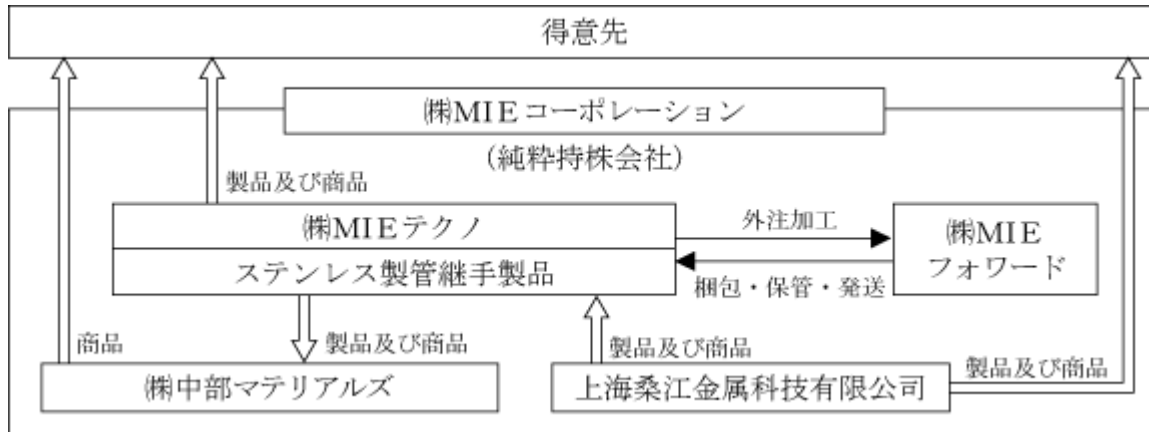 得意先
㈱MIEコーポレーション
(純粋持株会社)
製品及び商品
㈱MIEテクノ
ステンレス製管継手製品
外注加工
梱包・保管・発送
㈱MIE
フォワード
商品
製品及び商品
製品及び商品
製品及び商品
㈱中部マテリアルズ
上海桑江金属科技有限公司